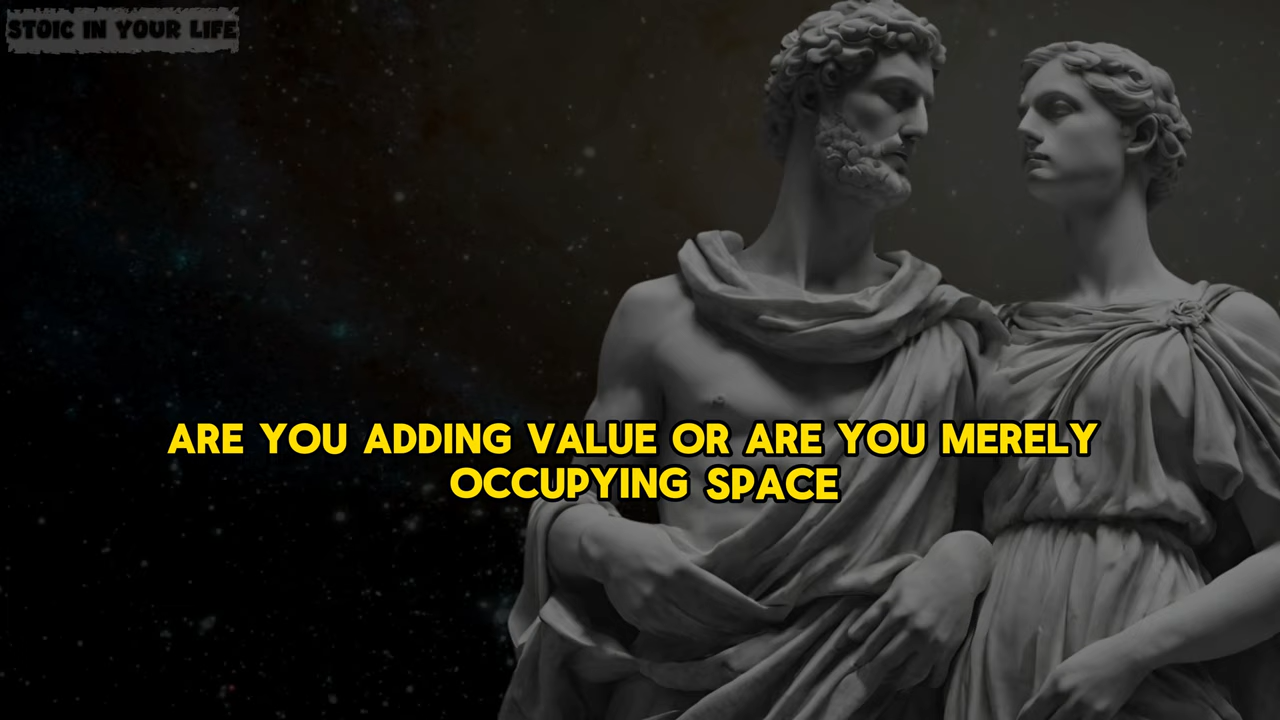 STOIC IN YOUR LIFE
ARE YOU ADDING VALUE OR ARE YOU MERELY
OCCUPYING SPACE